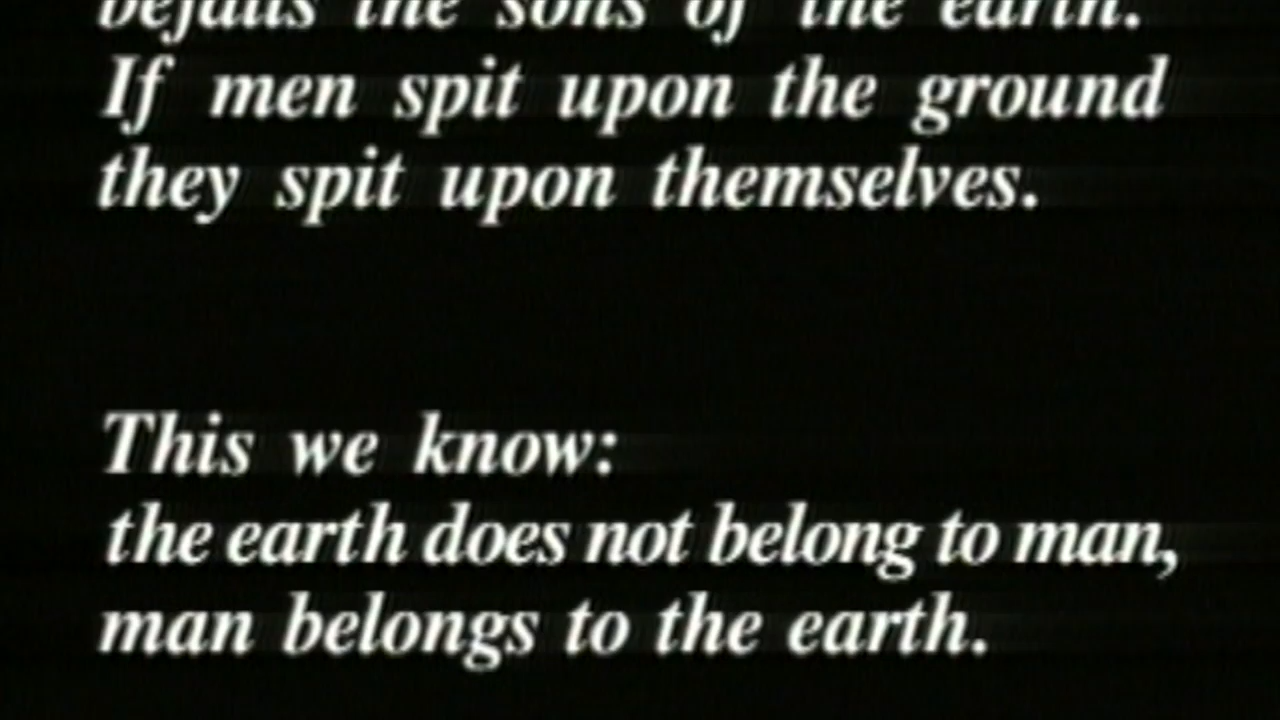 befalls the sons of the earth.
If men spit upon the ground
they spit upon themselves.
This we know:
the earth does not belong to man,
man belongs to the earth.